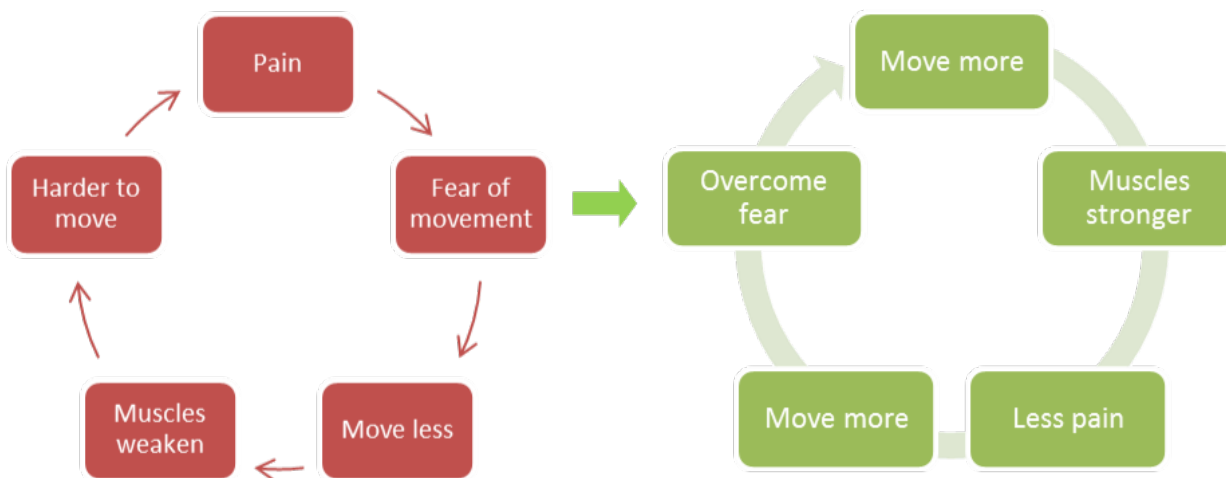 Pain
Fear of
movement
Move less
Muscles
weaken
Harder to
move
Move more
Muscles
stronger
Less pain
Move more
Overcome
fear